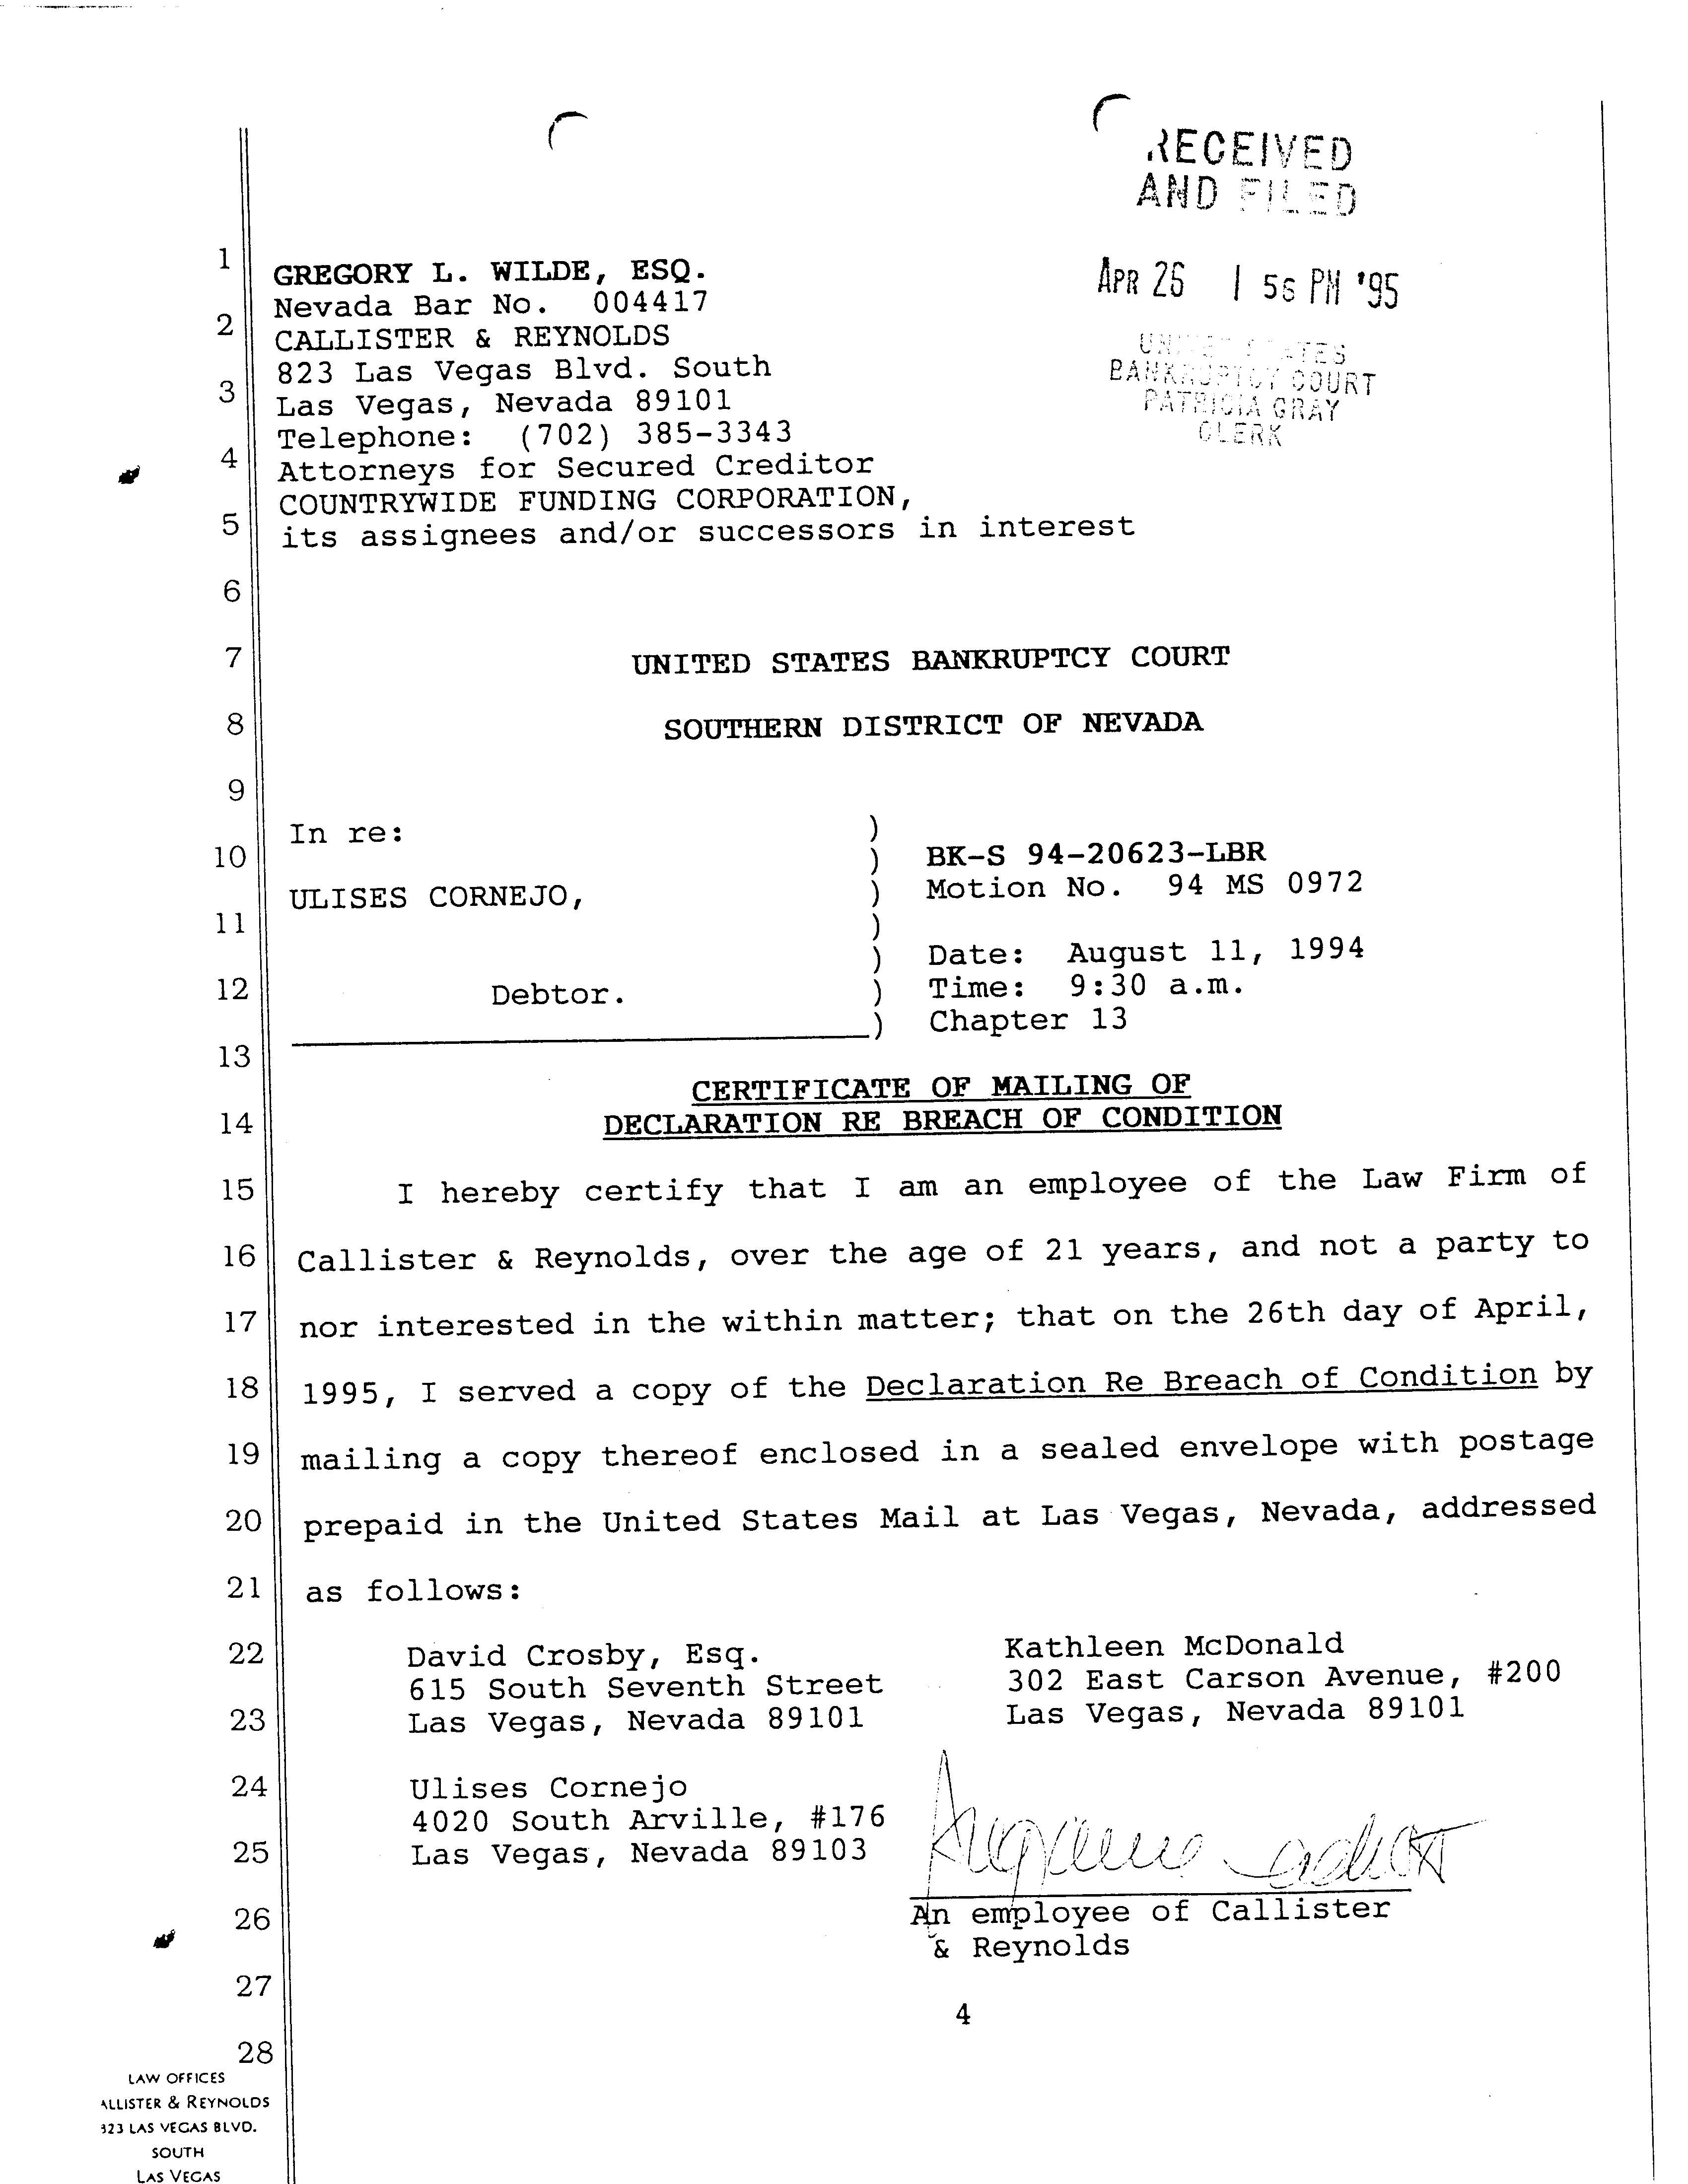 RECEIVED
AND FILED
APR 26 1 56 PM '95
BANKRUPTCY COURT
PATRICIA GRAY
CLERK
1
GREGORY L. WILDE, ESQ.
Nevada Bar No. 004417
2
CALLISTER & REYNOLDS
823 Las Vegas Blvd. South
3
Las Vegas, Nevada 89101
Telephone: (702) 385-3343
4
Attorneys for Secured Creditor
COUNTRYWIDE FUNDING CORPORATION,
5
its assignees and/or successors in interest
6
7 UNITED STATES BANKRUPTCY COURT
8 SOUTHERN DISTRICT OF NEVADA
9
In re: )
10 ) BK-S 94-20623-LBR
ULISES CORNEJO, ) Motion No. 94 MS 0972
11 )
) Date: August 11, 1994
12 Debtor. ) Time: 9:30 a.m.
) Chapter 13
13
CERTIFICATE OF MAILING OF
14 DECLARATION RE BREACH OF CONDITION
15 I hereby certify that I am an employee of the Law Firm of
16 Callister & Reynolds, over the age of 21 years, and not a party to
17 nor interested in the within matter; that on the 26th day of April,
18 1995, I served a copy of the Declaration Re Breach of Condition by
19 mailing a copy thereof enclosed in a sealed envelope with postage
20 prepaid in the United States Mail at Las Vegas, Nevada, addressed
21 as follows:
22 David Crosby, Esq. Kathleen McDonald
615 South Seventh Street 302 East Carson Avenue, #200
23 Las Vegas, Nevada 89101 Las Vegas, Nevada 89101
24 Ulises Cornejo
4020 South Arville, #176
25 Las Vegas, Nevada 89103
26 An employee of Callister
& Reynolds
27
4
28
LAW OFFICES
ALLISTER & REYNOLDS
323 LAS VEGAS BLVD.
SOUTH
LAS VEGAS